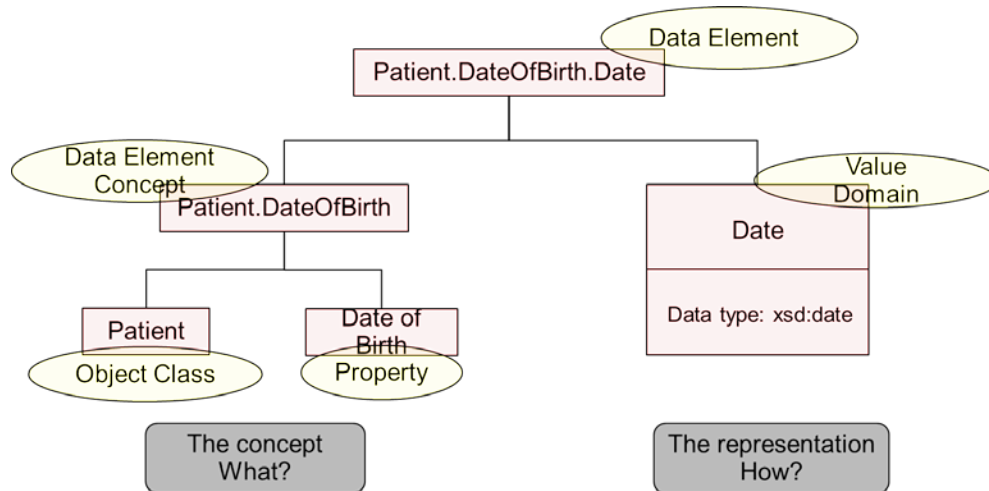 Data Element
Patient.DateOfBirth.Date
Data Element
Concept
Patient.DateOfBirth
Value
Domain
Date
Data type: xsd:date
Patient
Object Class
Date of
Birth
Property
The concept
What?
The representation
How?